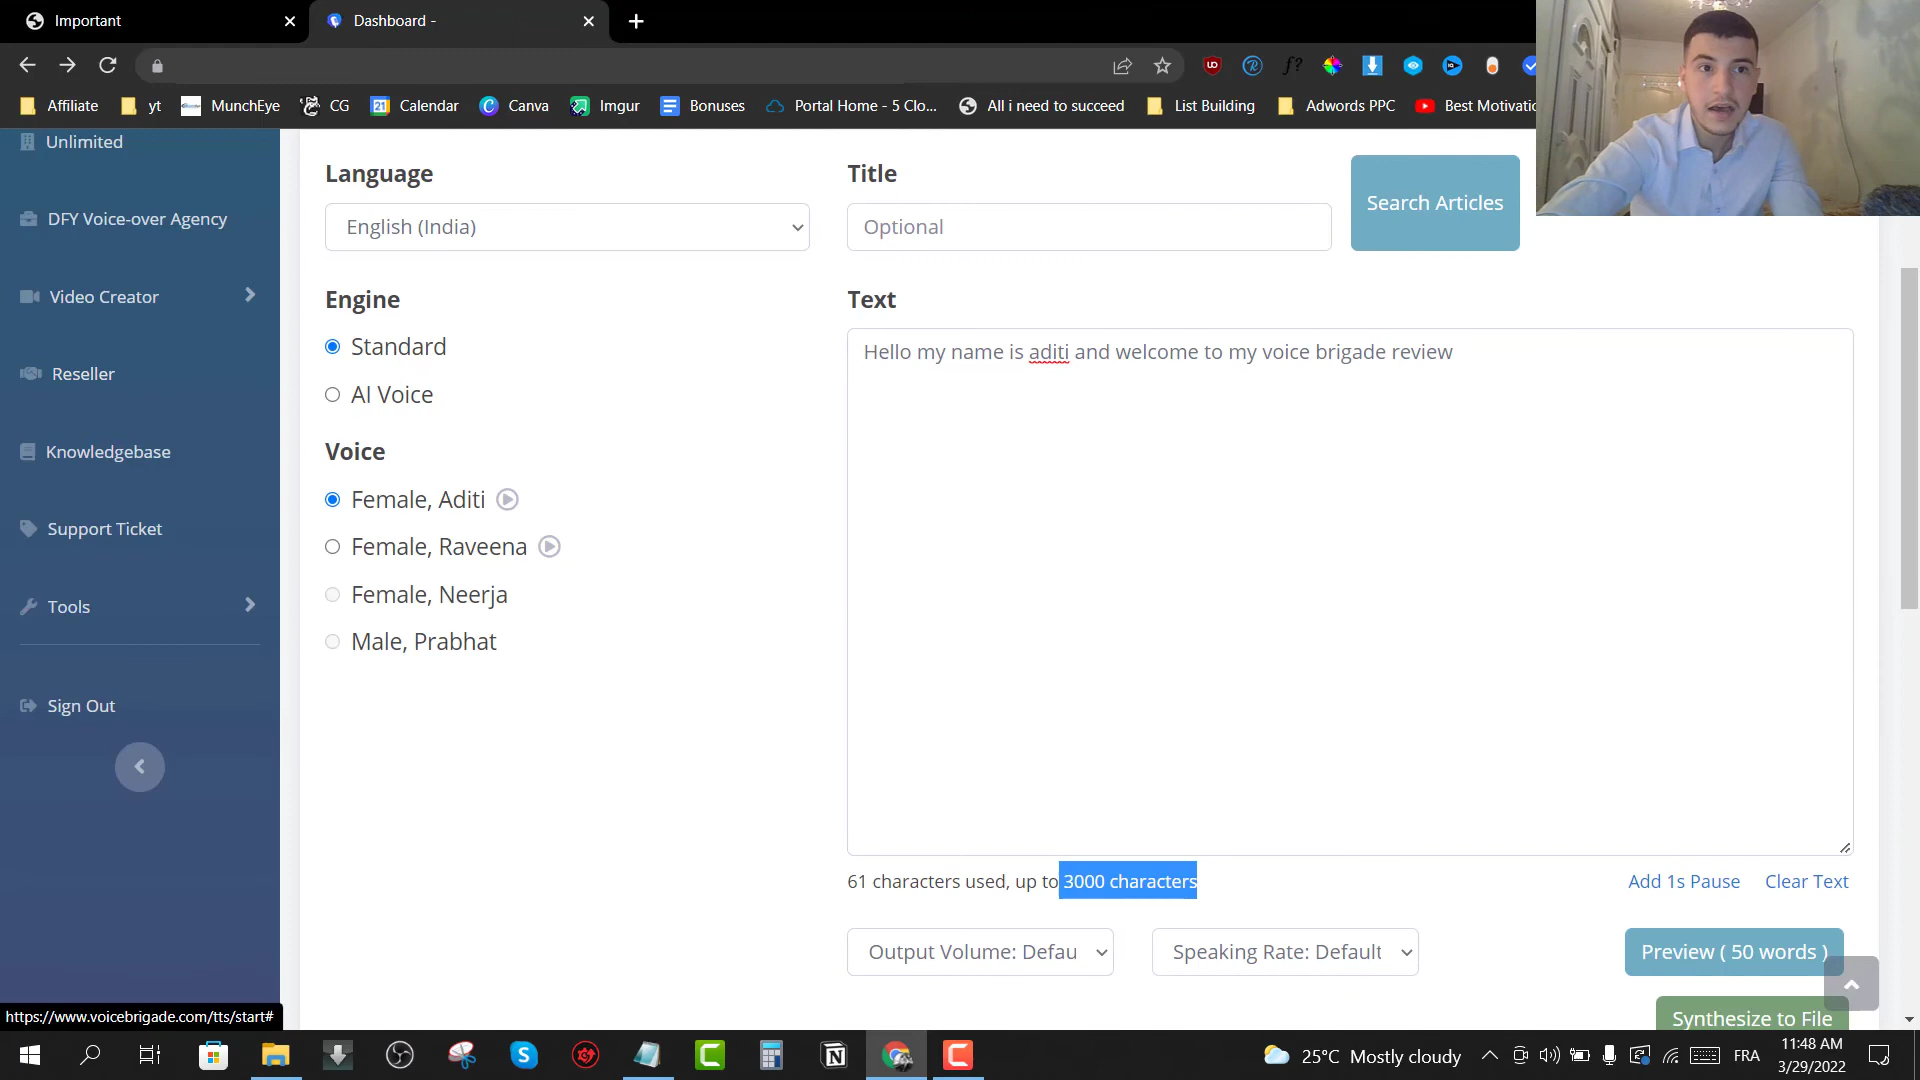 Important
Dashboard -
Affiliate
yt
MunchEye
CG
Calendar
Canva
Imgur
Bonuses
Portal Home - 5 Clo...
All i need to succeed
List Building
Adwords PPC
Best Motivatio
Unlimited
DFY Voice-over Agency
Video Creator
Reseller
Knowledgebase
Support Ticket
Tools
Sign Out
Language
English (India)
Title
Optional
Search Articles
Engine
Standard
AI Voice
Voice
Female, Aditi
Female, Raveena
Female, Neerja
Male, Prabhat
Text
Hello my name is aditi and welcome to my voice brigade review
61 characters used, up to 3000 characters
Add 1s Pause
Clear Text
Output Volume: Defau
Speaking Rate: Default
Preview ( 50 words )
Synthesize to File
https://www.voicebrigade.com/tts/start#
25°C Mostly cloudy
FRA
11:48 AM
3/29/2022